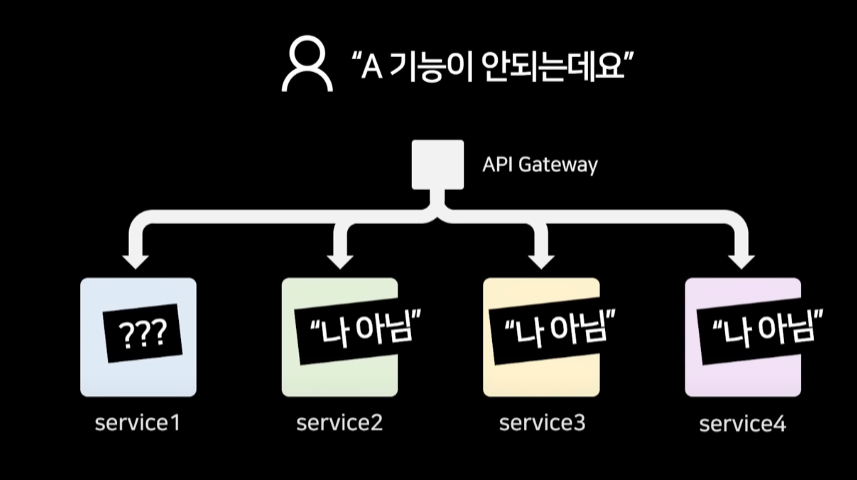 “A 기능이 안되는데요”
API Gateway
???
“나 아님”
“나 아님”
“나 아님”
service1
service2
service3
service4